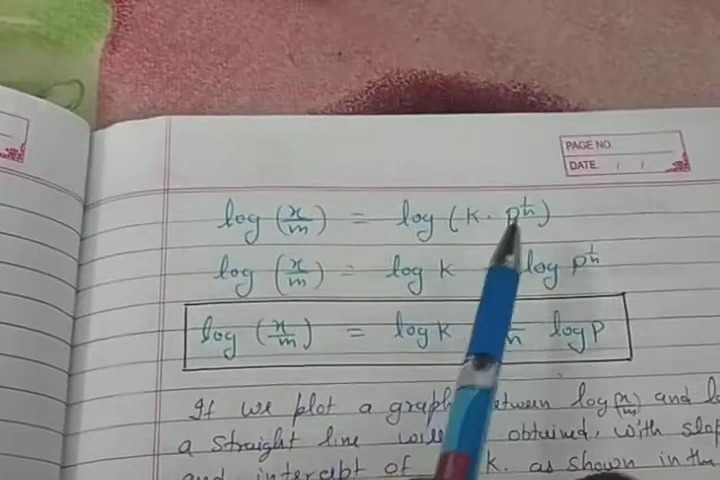 PAGE NO.
DATE / /
log (x/m) = log (k · p^1/n)
log (x/m) = log k log p^1/n
log (x/m) = log k n log p
If we plot a graph between log (x/m) and
a straight line will obtained, with
and intercept of k. as shown in the